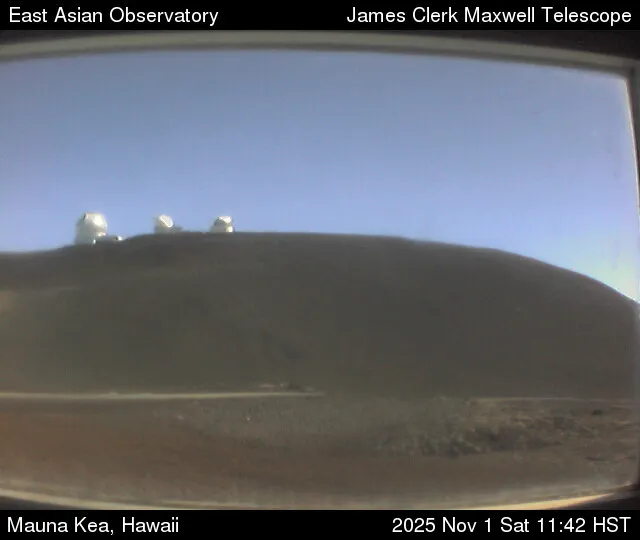 East Asian Observatory
James Clerk Maxwell Telescope
Mauna Kea, Hawaii
2025 Nov 1 Sat 11:42 HST